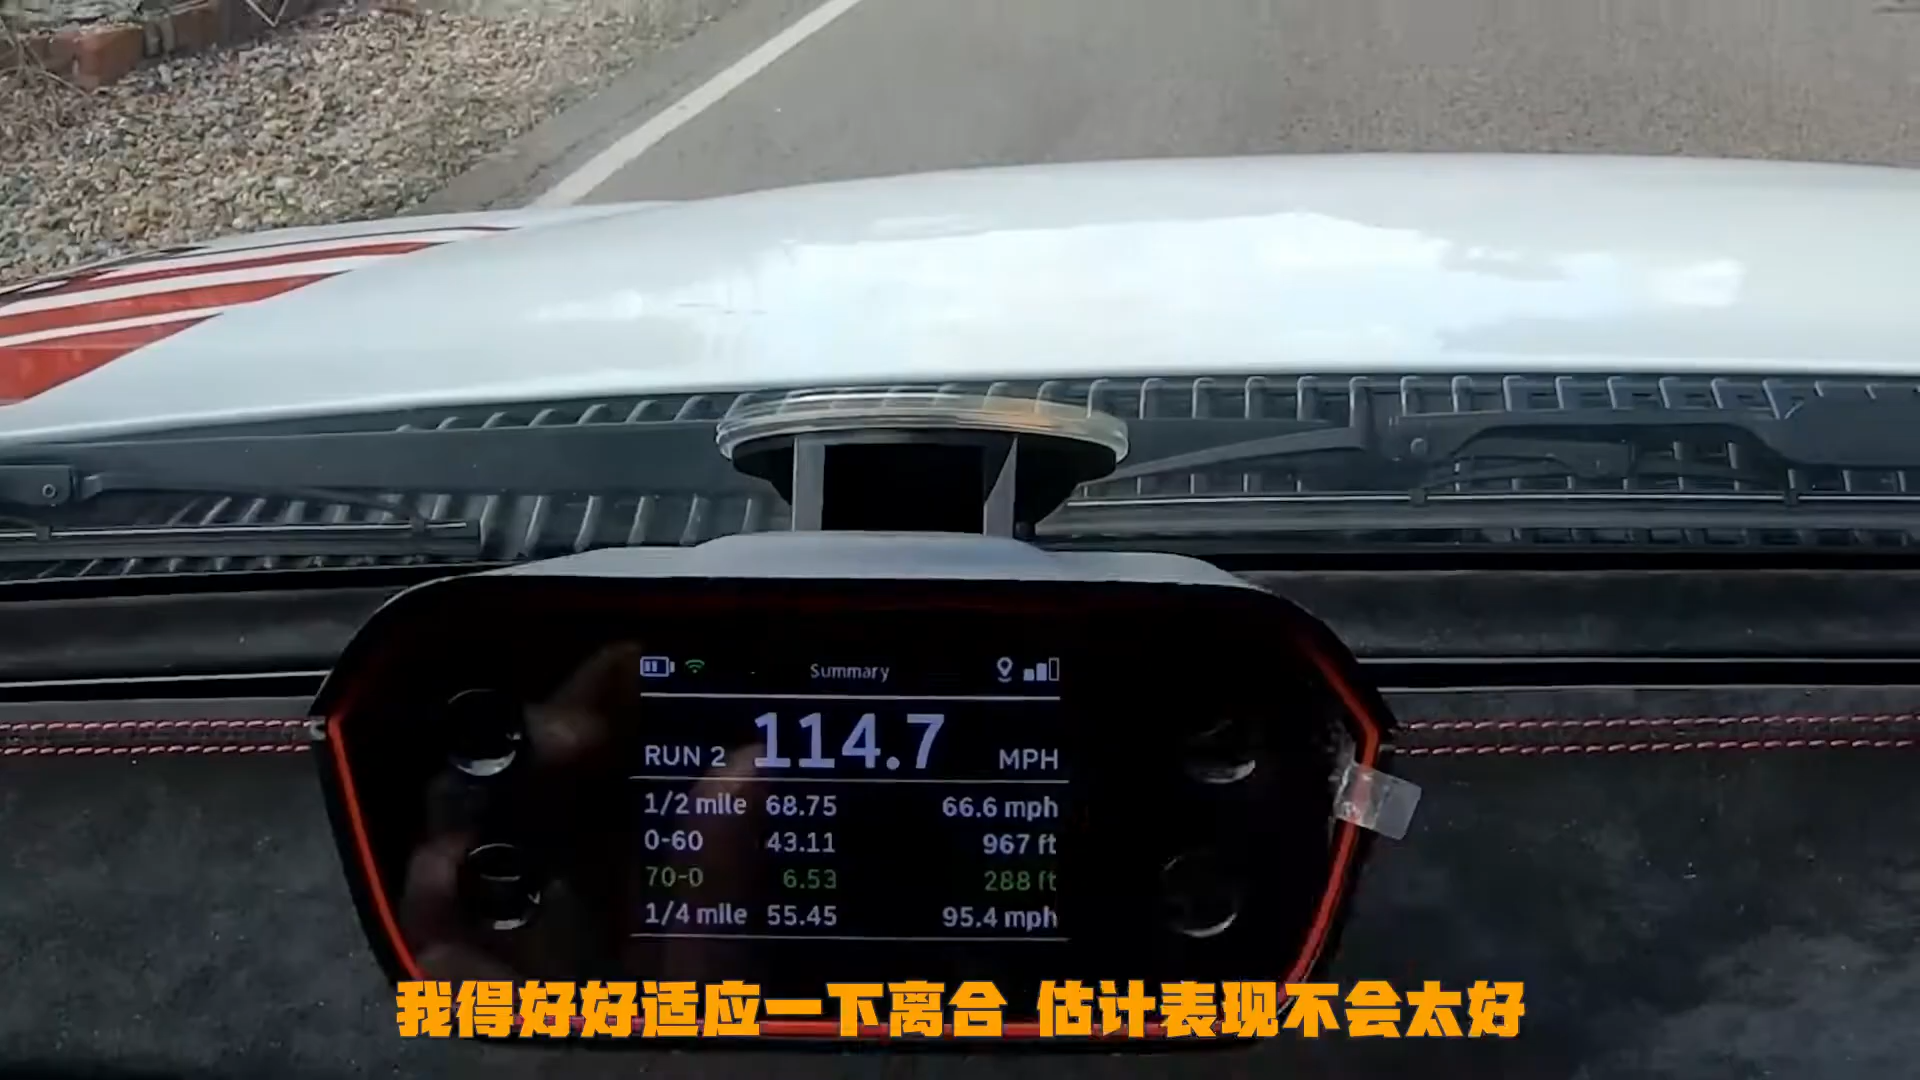 Summary
RUN 2 114.7 MPH
1/2 mile 68.75 66.6 mph
0-60 43.11 967 ft
70-0 6.53 288 ft
1/4 mile 55.45 95.4 mph
我得好好适应一下离合 估计表现不会太好